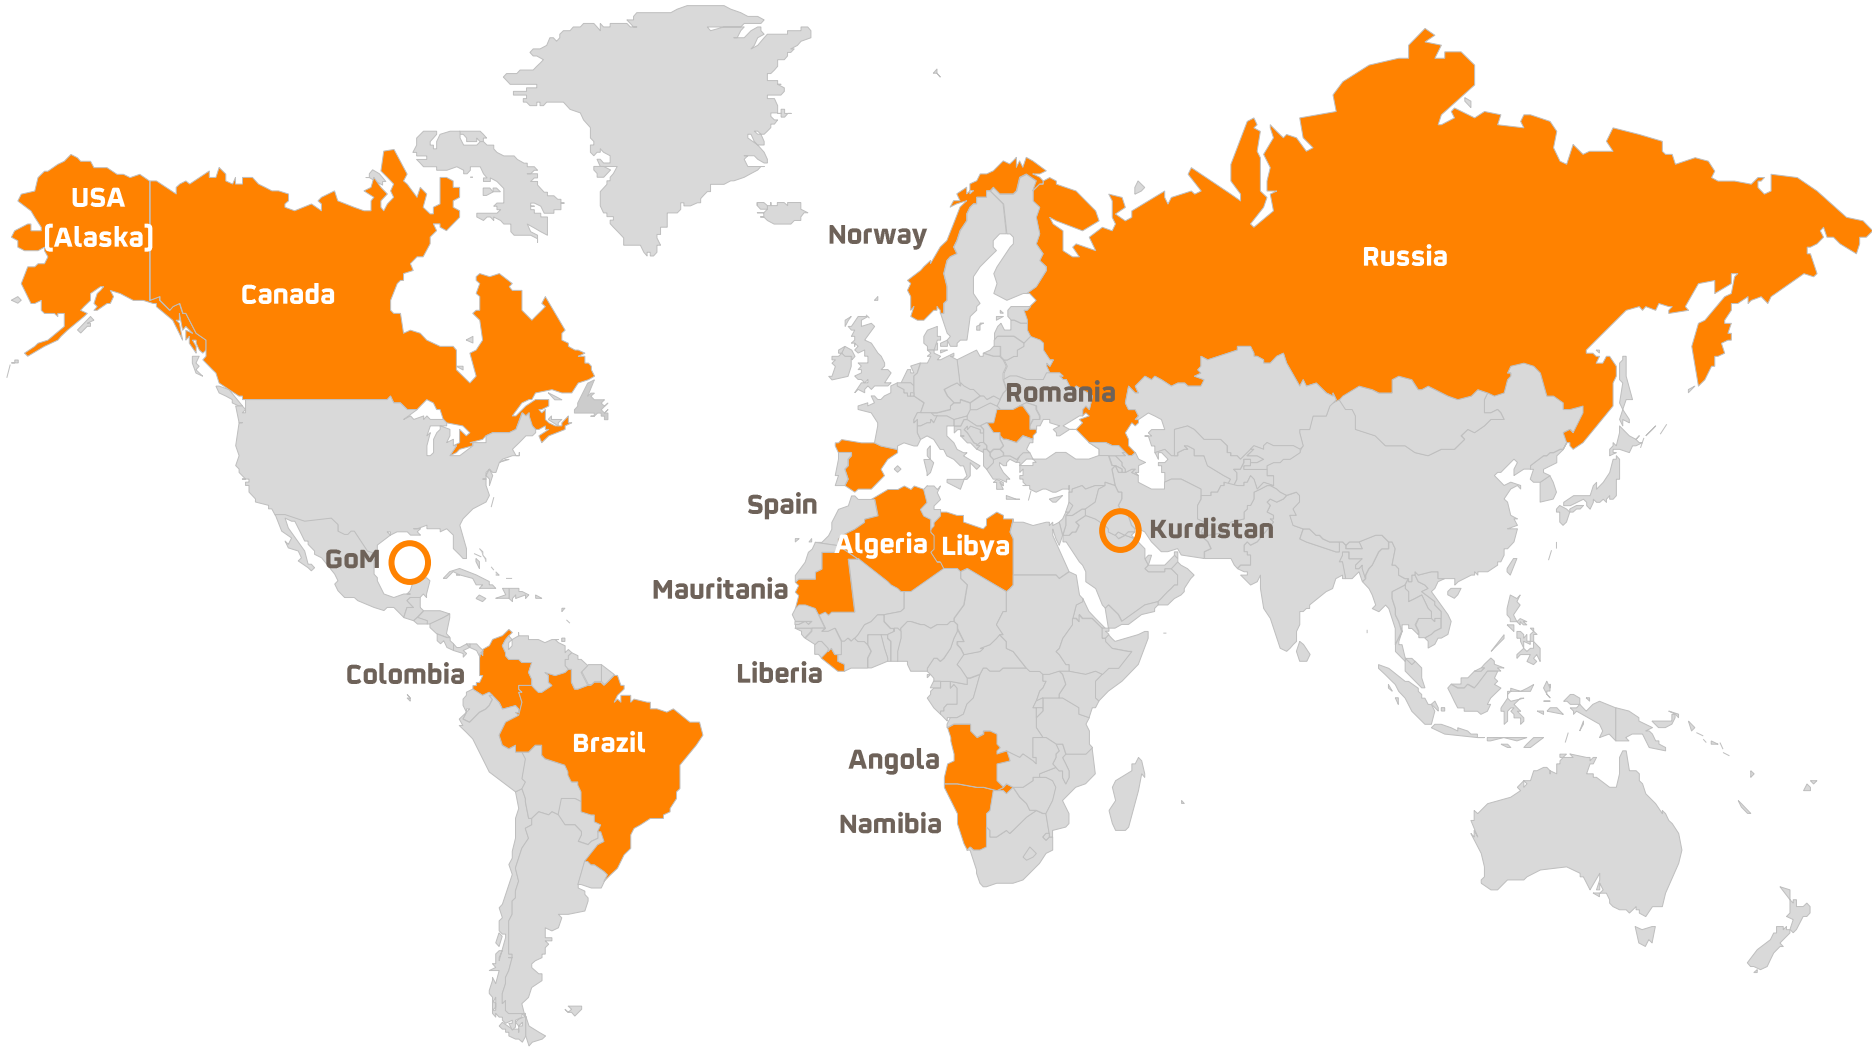 USA
(Alaska)
Canada
Norway
Russia
Romania
Spain
GoM
Algeria
Libya
Kurdistan
Mauritania
Colombia
Liberia
Brazil
Angola
Namibia